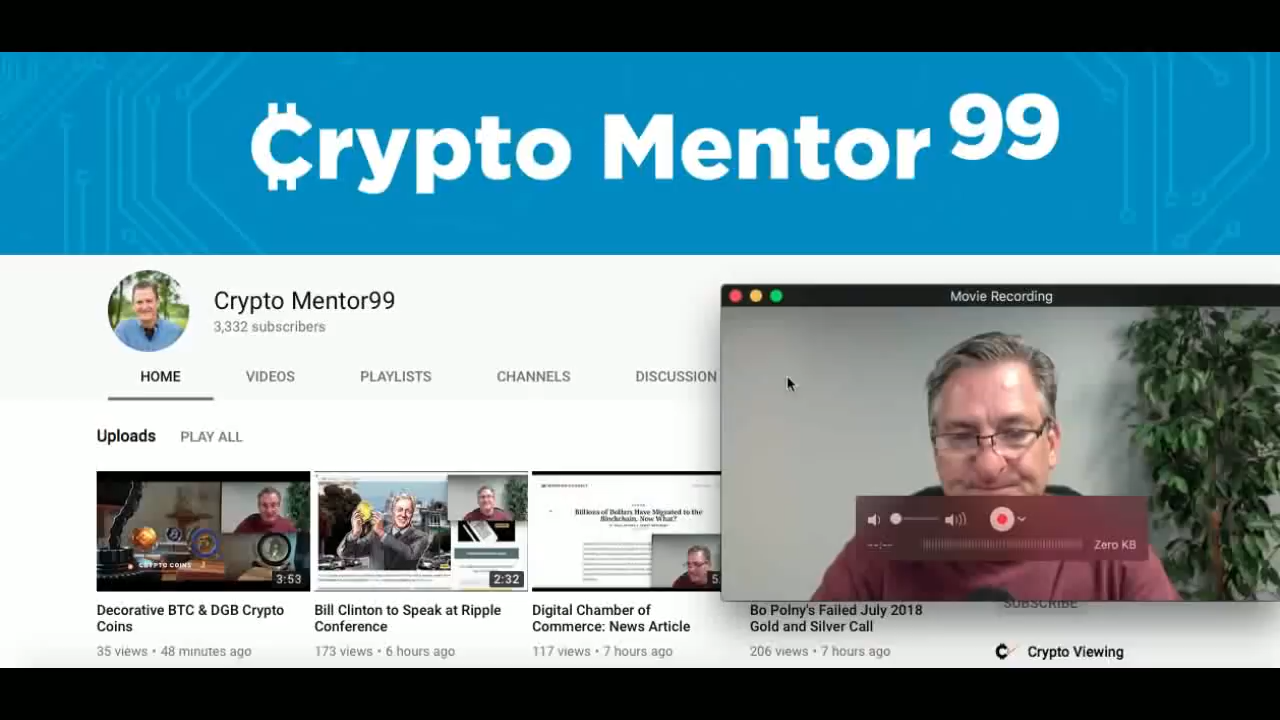 Crypto Mentor 99
Crypto Mentor99
3,332 subscribers
Movie Recording
HOME VIDEOS PLAYLISTS CHANNELS DISCUSSION
Uploads PLAY ALL
CRYPTO COINS
3:53
2:32
Billions of Dollars Have Migrated to the
Blockchain. Now What?
5
Zero KB
--:--
Decorative BTC & DGB Crypto
Coins
35 views • 48 minutes ago
Bill Clinton to Speak at Ripple
Conference
173 views • 6 hours ago
Digital Chamber of
Commerce: News Article
117 views • 7 hours ago
Bo Polny's Failed July 2018
Gold and Silver Call
206 views • 7 hours ago
SUBSCRIBE
Crypto Viewing